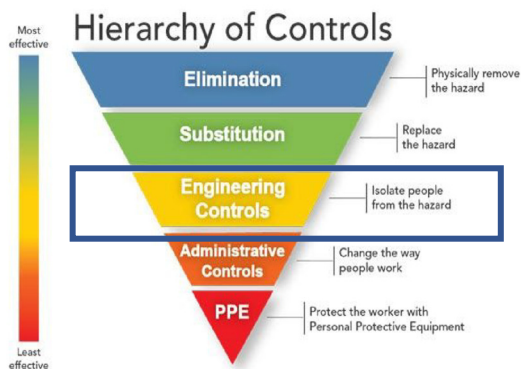 Hierarchy of Controls
Most
effective
Elimination
Physically remove
the hazard
Substitution
Replace
the hazard
Engineering
Controls
Isolate people
from the hazard
Administrative
Controls
Change the way
people work
PPE
Protect the worker with
Personal Protective Equipment
Least
effective